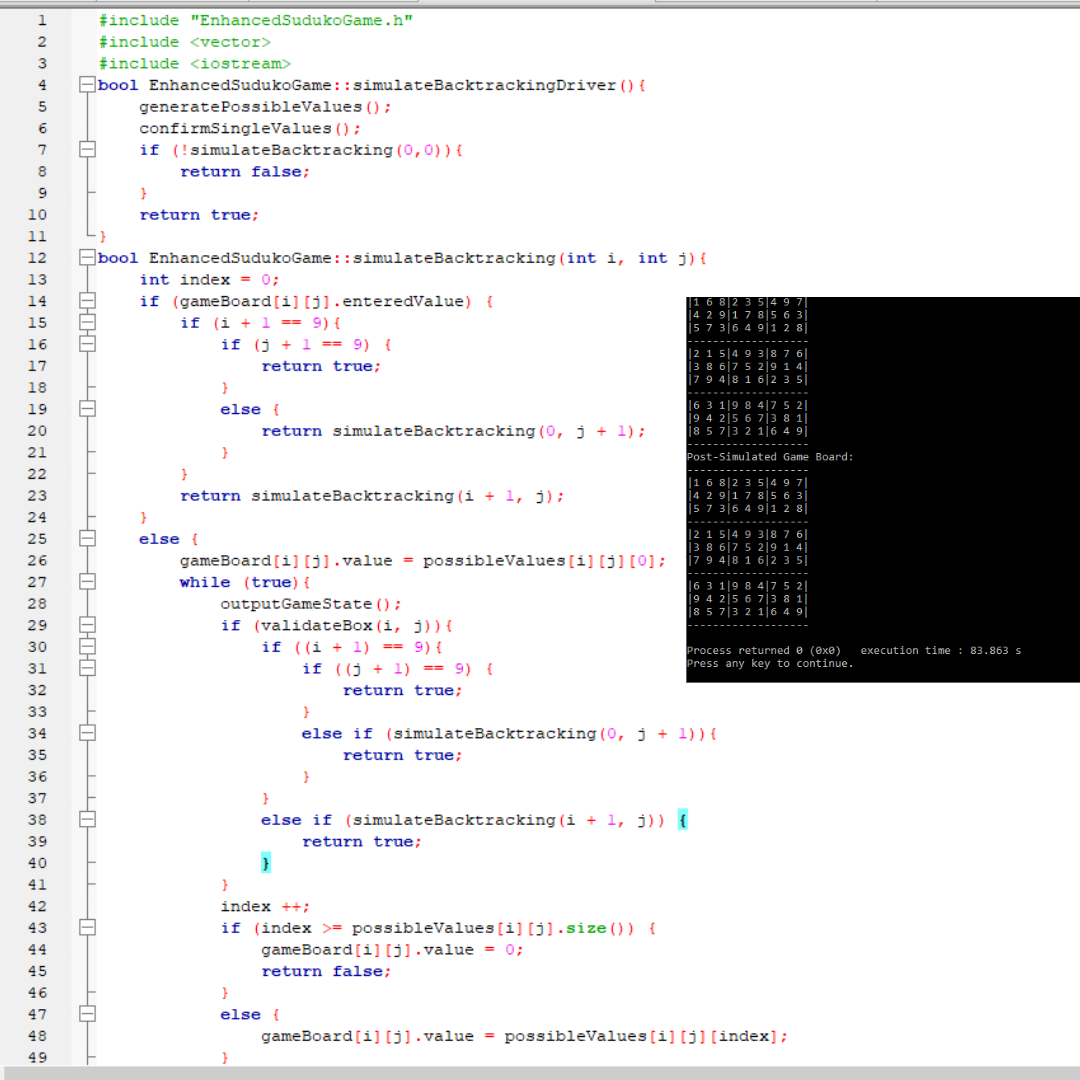 1 #include "EnhancedSudukoGame.h"
2 #include <vector>
3 #include <iostream>
4 bool EnhancedSudukoGame::simulateBacktrackingDriver(){
5 generatePossibleValues();
6 confirmSingleValues();
7 if (!simulateBacktracking(0,0)){
8 return false;
9 }
10 return true;
11 }
12 bool EnhancedSudukoGame::simulateBacktracking(int i, int j){
13 int index = 0;
14 if (gameBoard[i][j].enteredValue) {
15 if (i + 1 == 9){
16 if (j + 1 == 9) {
17 return true;
18 }
19 else {
20 return simulateBacktracking(0, j + 1);
21 }
22 }
23 return simulateBacktracking(i + 1, j);
24 }
25 else {
26 gameBoard[i][j].value = possibleValues[i][j][0];
27 while (true){
28 outputGameState();
29 if (validateBox(i, j)){
30 if ((i + 1) == 9){
31 if ((j + 1) == 9) {
32 return true;
33 }
34 else if (simulateBacktracking(0, j + 1)){
35 return true;
36 }
37 }
38 else if (simulateBacktracking(i + 1, j)) {
39 return true;
40 }
41 }
42 index ++;
43 if (index >= possibleValues[i][j].size()) {
44 gameBoard[i][j].value = 0;
45 return false;
46 }
47 else {
48 gameBoard[i][j].value = possibleValues[i][j][index];
49 }
|1 6 8|2 3 5|4 9 7|
|4 2 9|1 7 8|5 6 3|
|5 7 3|6 4 9|1 2 8|
-------------------
|2 1 5|4 9 3|8 7 6|
|3 8 6|7 5 2|9 1 4|
|7 9 4|8 1 6|2 3 5|
-------------------
|6 3 1|9 8 4|7 5 2|
|9 4 2|5 6 7|3 8 1|
|8 5 7|3 2 1|6 4 9|
-------------------
Post-Simulated Game Board:
-------------------
|1 6 8|2 3 5|4 9 7|
|4 2 9|1 7 8|5 6 3|
|5 7 3|6 4 9|1 2 8|
-------------------
|2 1 5|4 9 3|8 7 6|
|3 8 6|7 5 2|9 1 4|
|7 9 4|8 1 6|2 3 5|
-------------------
|6 3 1|9 8 4|7 5 2|
|9 4 2|5 6 7|3 8 1|
|8 5 7|3 2 1|6 4 9|
-------------------
Process returned 0 (0x0) execution time : 83.863 s
Press any key to continue.